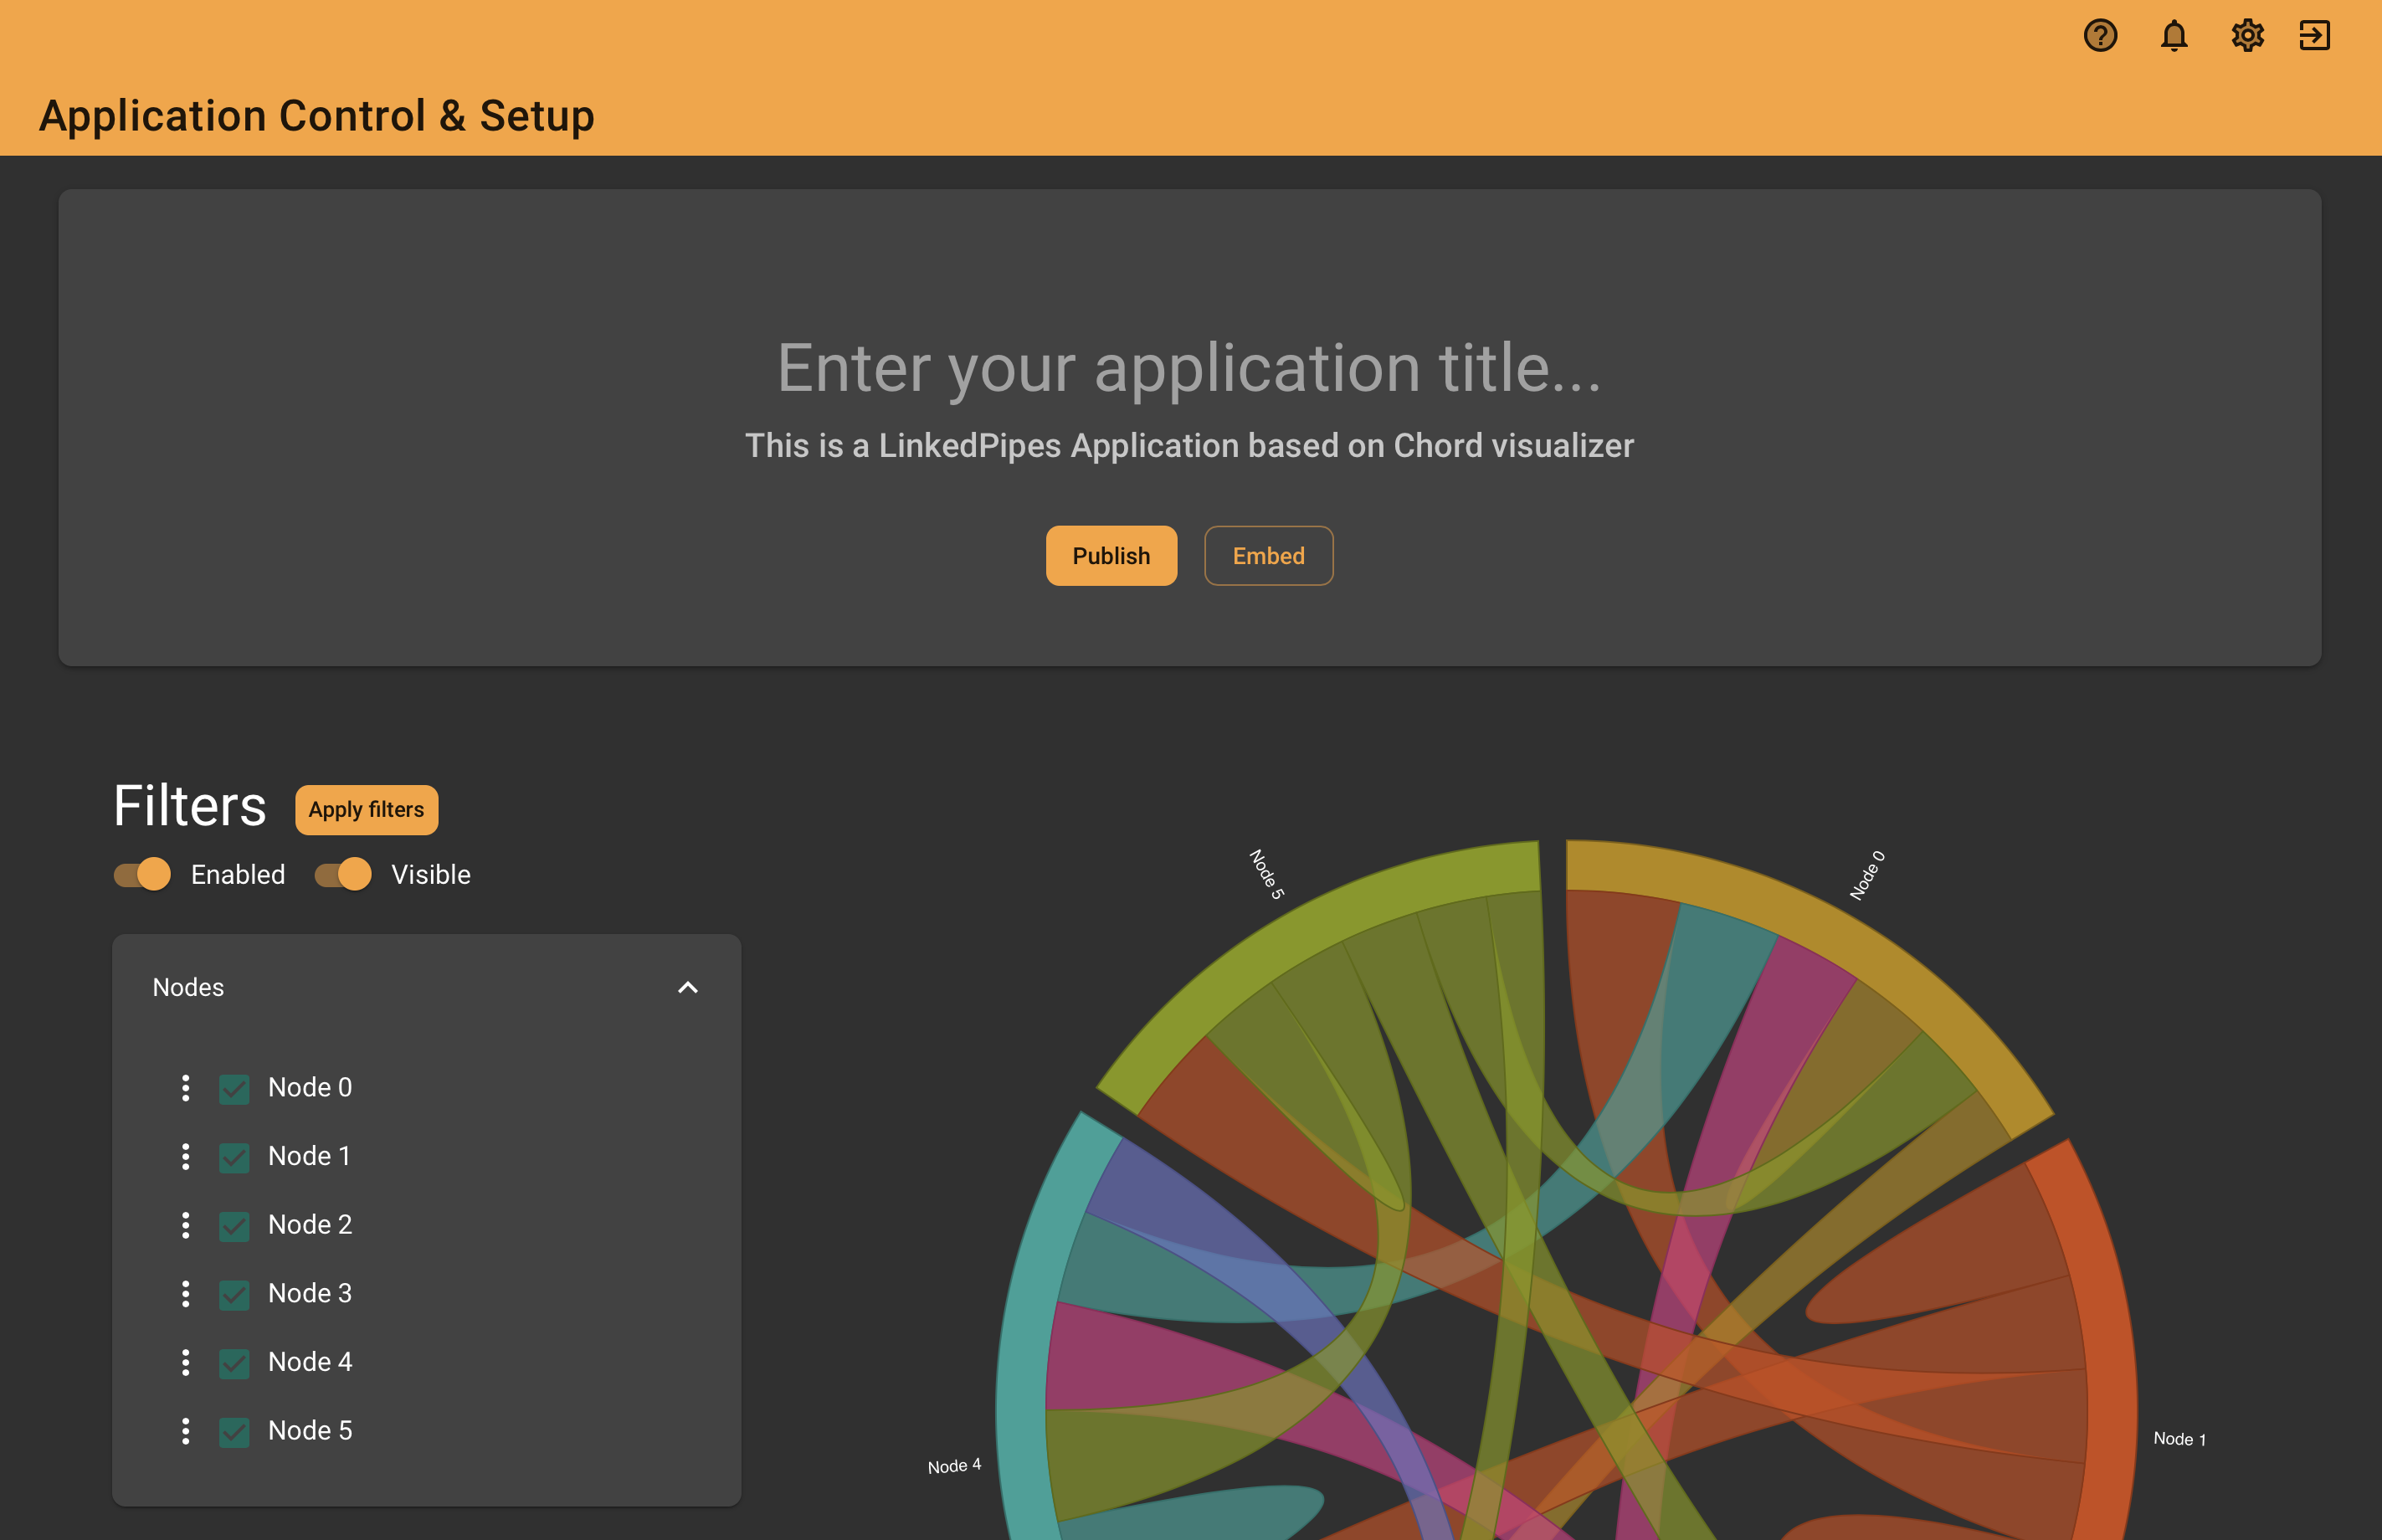 Application Control & Setup
Enter your application title...
This is a LinkedPipes Application based on Chord visualizer
Publish
Embed
Filters
Apply filters
Enabled
Visible
Nodes
Node 0
Node 1
Node 2
Node 3
Node 4
Node 5
Node 5
Node 0
Node 4
Node 1